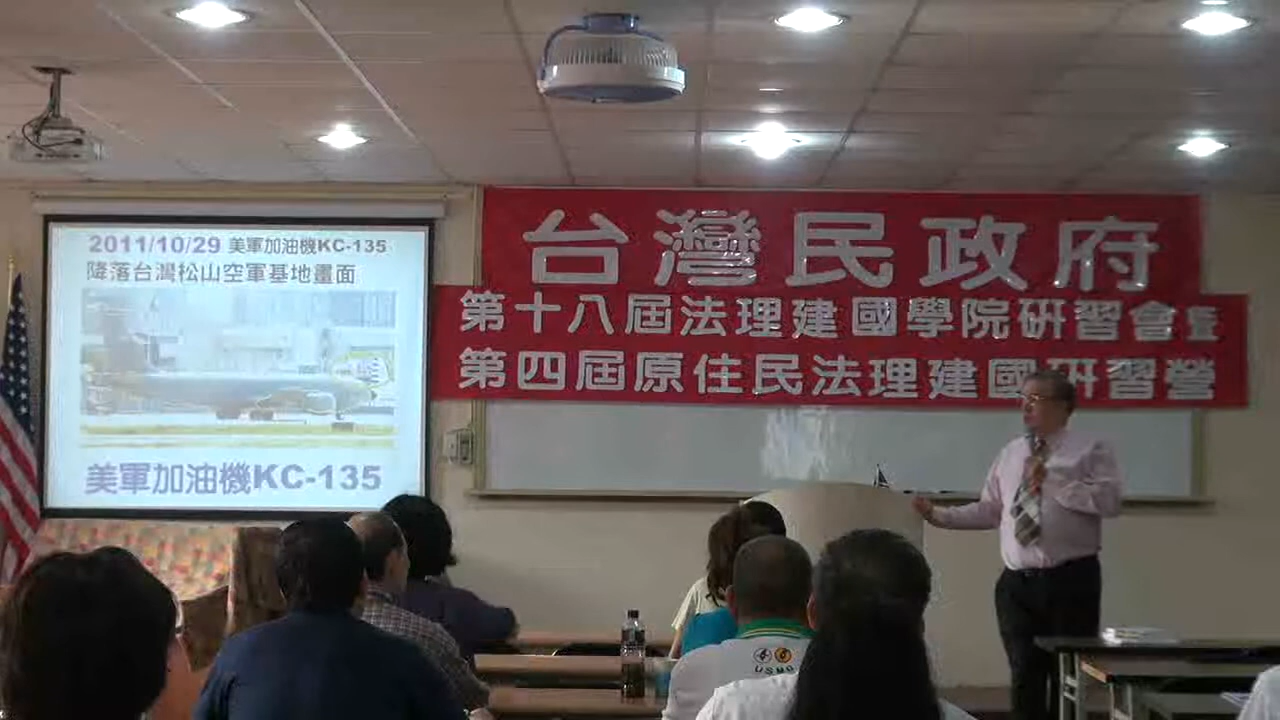 2011/10/29 美軍加油機KC-135
降落台灣松山空軍基地畫面
美軍加油機KC-135
台灣民政府
第十八屆法理建國學院研習會暨
第四屆原住民法理建國研習營
USMG